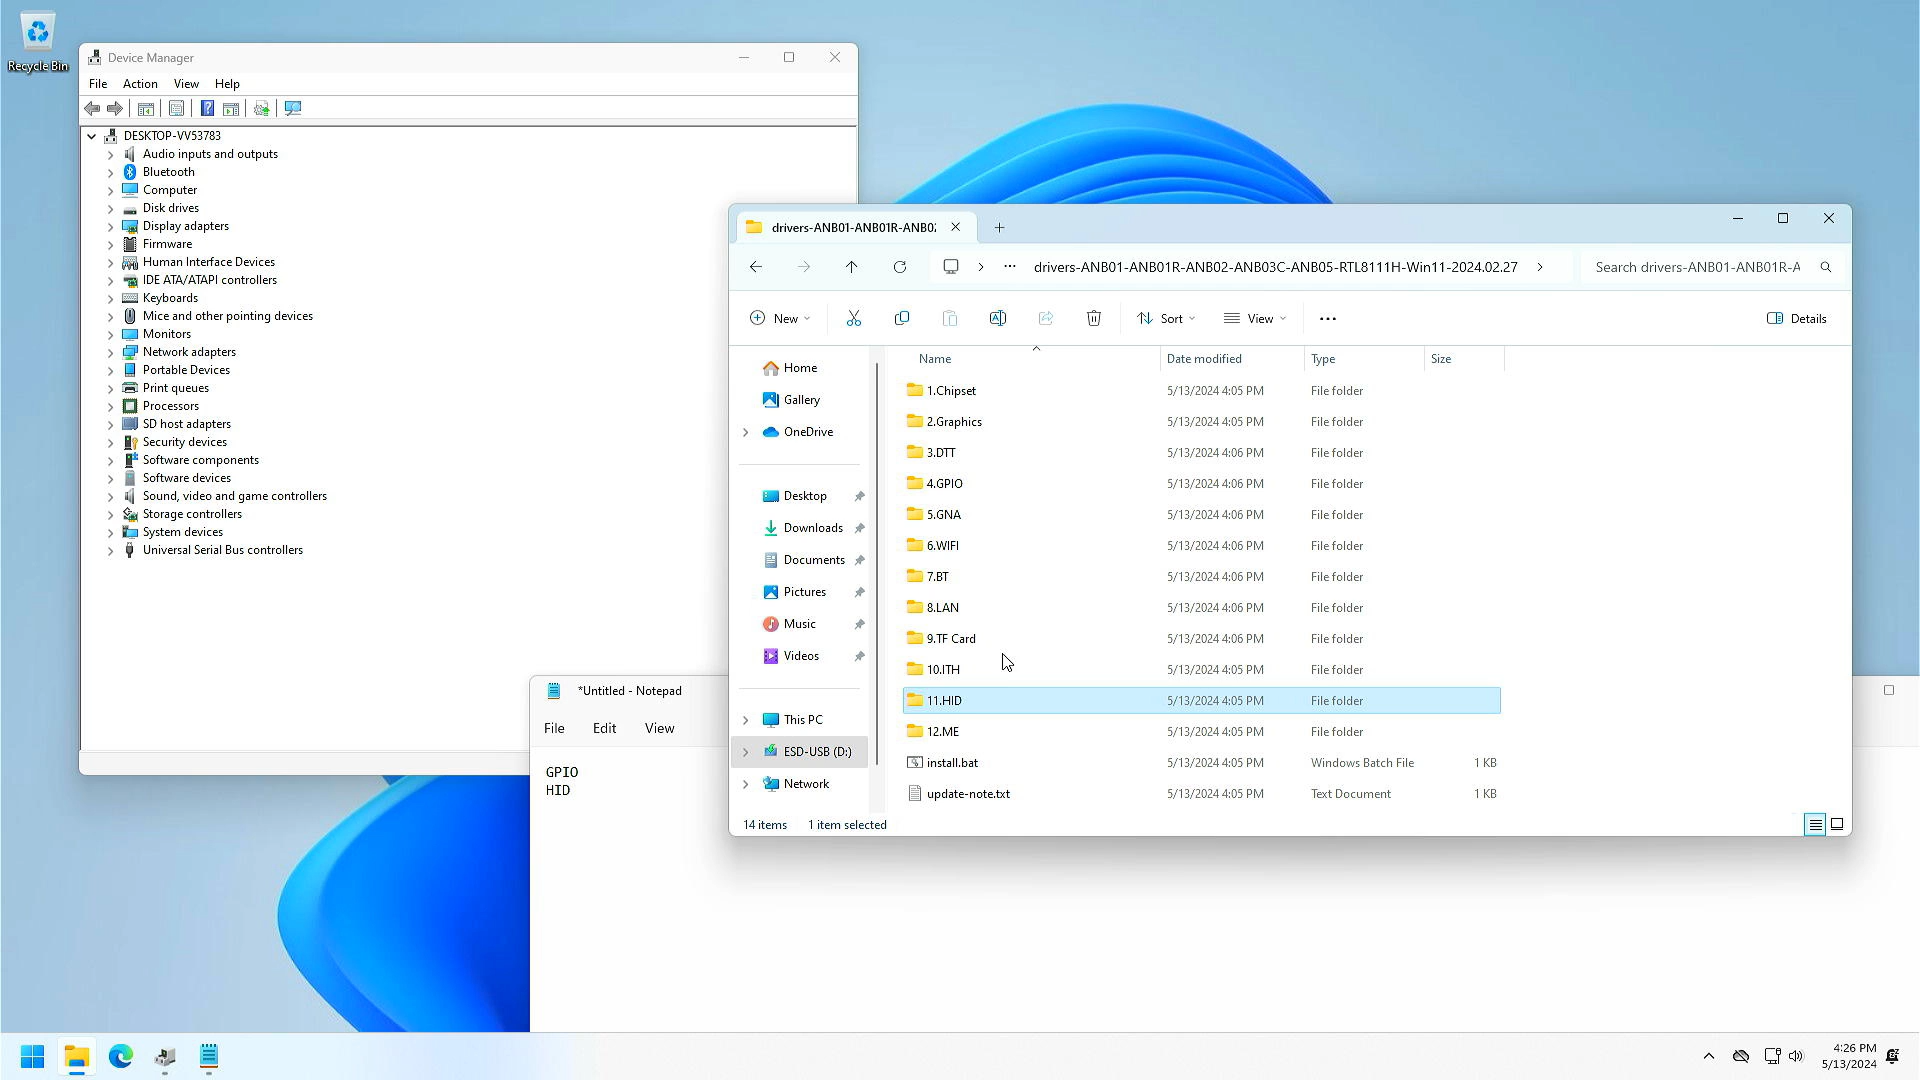 Recycle Bin
Device Manager
File Action View Help
DESKTOP-VV53783
Audio inputs and outputs
Bluetooth
Computer
Disk drives
Display adapters
Firmware
Human Interface Devices
IDE ATA/ATAPI controllers
Keyboards
Mice and other pointing devices
Monitors
Network adapters
Portable Devices
Print queues
Processors
SD host adapters
Security devices
Software components
Software devices
Sound, video and game controllers
Storage controllers
System devices
Universal Serial Bus controllers
*Untitled - Notepad
File Edit View
GPIO
HID
drivers-ANB01-ANB01R-ANB02
drivers-ANB01-ANB01R-ANB02-ANB03C-ANB05-RTL8111H-Win11-2024.02.27
Search drivers-ANB01-ANB01R-A
New Sort View Details
Home
Gallery
OneDrive
Desktop
Downloads
Documents
Pictures
Music
Videos
This PC
ESD-USB (D:)
Network
Name Date modified Type Size
1.Chipset 5/13/2024 4:05 PM File folder
2.Graphics 5/13/2024 4:05 PM File folder
3.DTT 5/13/2024 4:06 PM File folder
4.GPIO 5/13/2024 4:06 PM File folder
5.GNA 5/13/2024 4:06 PM File folder
6.WIFI 5/13/2024 4:06 PM File folder
7.BT 5/13/2024 4:06 PM File folder
8.LAN 5/13/2024 4:06 PM File folder
9.TF Card 5/13/2024 4:06 PM File folder
10.ITH 5/13/2024 4:05 PM File folder
11.HID 5/13/2024 4:05 PM File folder
12.ME 5/13/2024 4:05 PM File folder
install.bat 5/13/2024 4:05 PM Windows Batch File 1 KB
update-note.txt 5/13/2024 4:05 PM Text Document 1 KB
14 items 1 item selected
4:26 PM
5/13/2024